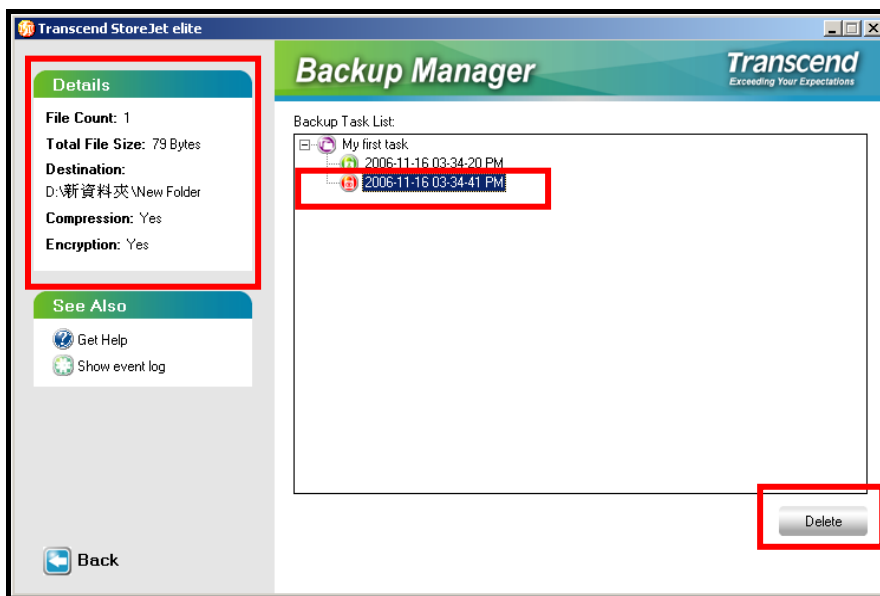 Transcend StoreJet elite
Backup Manager
Transcend
Exceeding Your Expectations
Details
File Count: 1
Total File Size: 79 Bytes
Destination:
D:\新資料夾\New Folder
Compression: Yes
Encryption: Yes
See Also
Get Help
Show event log
Back
Backup Task List:
My first task
2006-11-16 03-34-20 PM
2006-11-16 03-34-41 PM
Delete